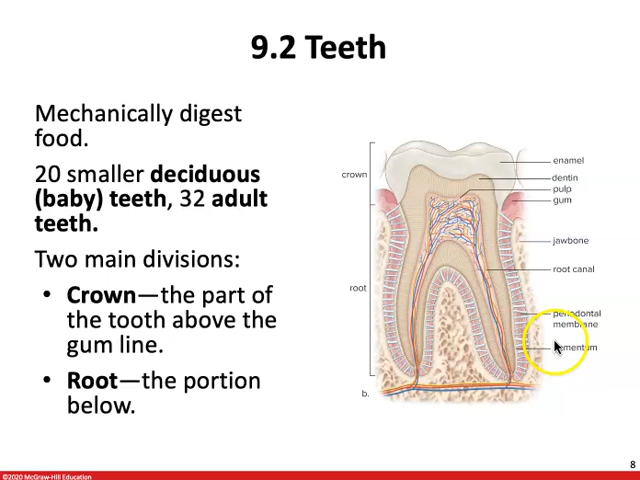 9.2 Teeth
Mechanically digest
food.
20 smaller deciduous
(baby) teeth, 32 adult
teeth.
Two main divisions:
• Crown—the part of
the tooth above the
gum line.
• Root—the portion
below.
crown
root
b.
enamel
dentin
pulp
gum
jawbone
root canal
periodontal
membrane
8
©2020 McGraw-Hill Education